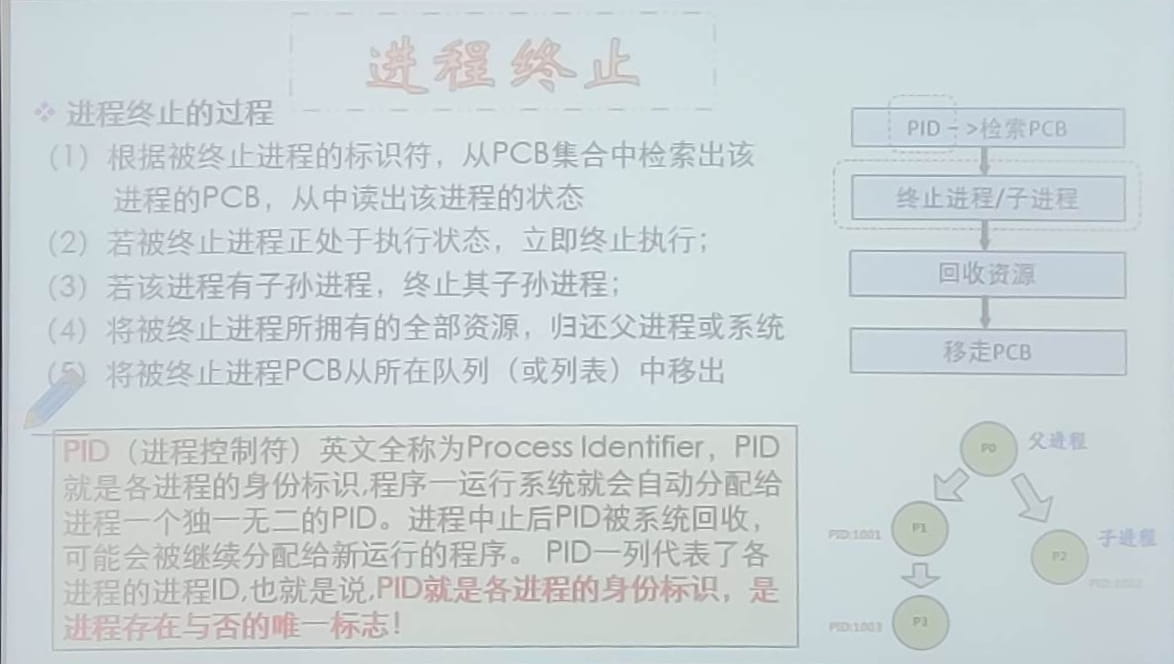 进程终止
❖ 进程终止的过程
（1）根据被终止进程的标识符，从PCB集合中检索出该
进程的PCB，从中读出该进程的状态
（2）若被终止进程正处于执行状态，立即终止执行；
（3）若该进程有子孙进程，终止其子孙进程；
（4）将被终止进程所拥有的全部资源，归还父进程或系统
（5）将被终止进程PCB从所在队列（或列表）中移出
PID（进程控制符）英文全称为Process Identifier，PID
就是各进程的身份标识,程序一运行系统就会自动分配给
进程一个独一无二的PID。进程中止后PID被系统回收，
可能会被继续分配给新运行的程序。 PID一列代表了各
进程的进程ID,也就是说,PID就是各进程的身份标识，是
进程存在与否的唯一标志！
PID - >检索PCB
终止进程/子进程
回收资源
移走PCB
P0
父进程
PID:1001
P1
P2
子进程
PID:1002
PID:1003
P3